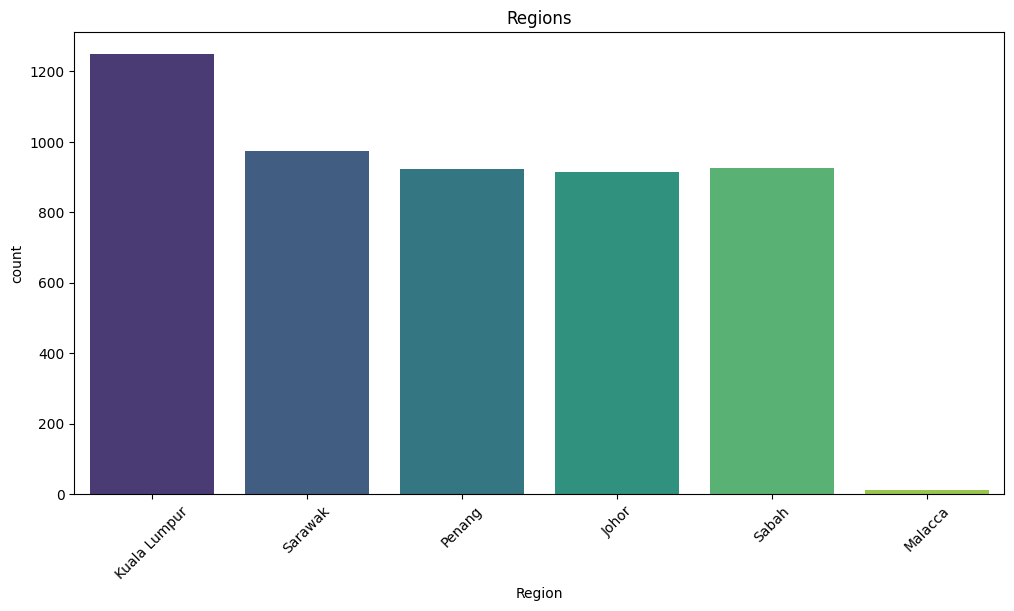 Regions
1200
1000
800
600
400
200
0
count
Kuala Lumpur
Sarawak
Penang
Johor
Sabah
Malacca
Region